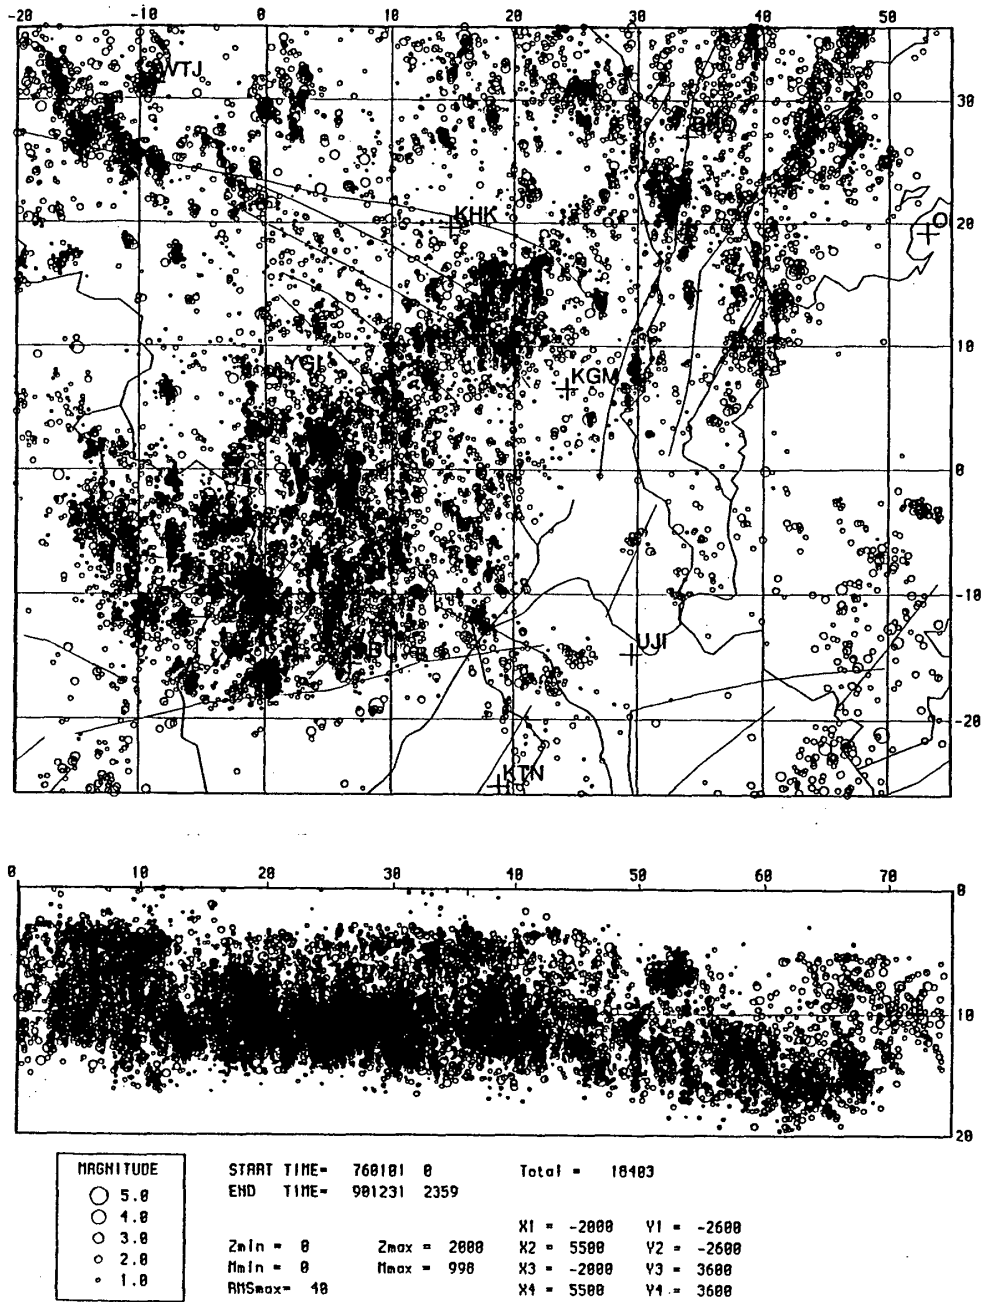 -20 -10 0 10 20 30 40 50
WTJ
30
KHK
20
O
10
KGM
0
-10
UJI
-20
KTN
0 10 20 30 40 50 60 70
0
10
20
MAGNITUDE
5.0
4.0
3.0
2.0
1.0
START TIME= 760101 0 Total = 18403
END TIME= 901231 2359
X1 = -2000 Y1 = -2600
Zmin = 0 Zmax = 2000 X2 = 5500 Y2 = -2600
Mmin = 0 Mmax = 998 X3 = -2000 Y3 = 3600
RMSmax= 40 X4 = 5500 Y4 = 3600